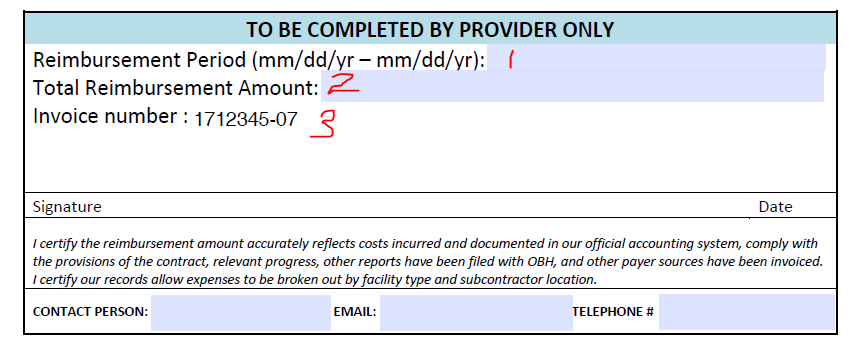 TO BE COMPLETED BY PROVIDER ONLY
Reimbursement Period (mm/dd/yr – mm/dd/yr): 1
Total Reimbursement Amount: 2
Invoice number : 1712345-07 3
Signature Date
I certify the reimbursement amount accurately reflects costs incurred and documented in our official accounting system, comply with
the provisions of the contract, relevant progress, other reports have been filed with OBH, and other payer sources have been invoiced.
I certify our records allow expenses to be broken out by facility type and subcontractor location.
CONTACT PERSON: EMAIL: TELEPHONE #